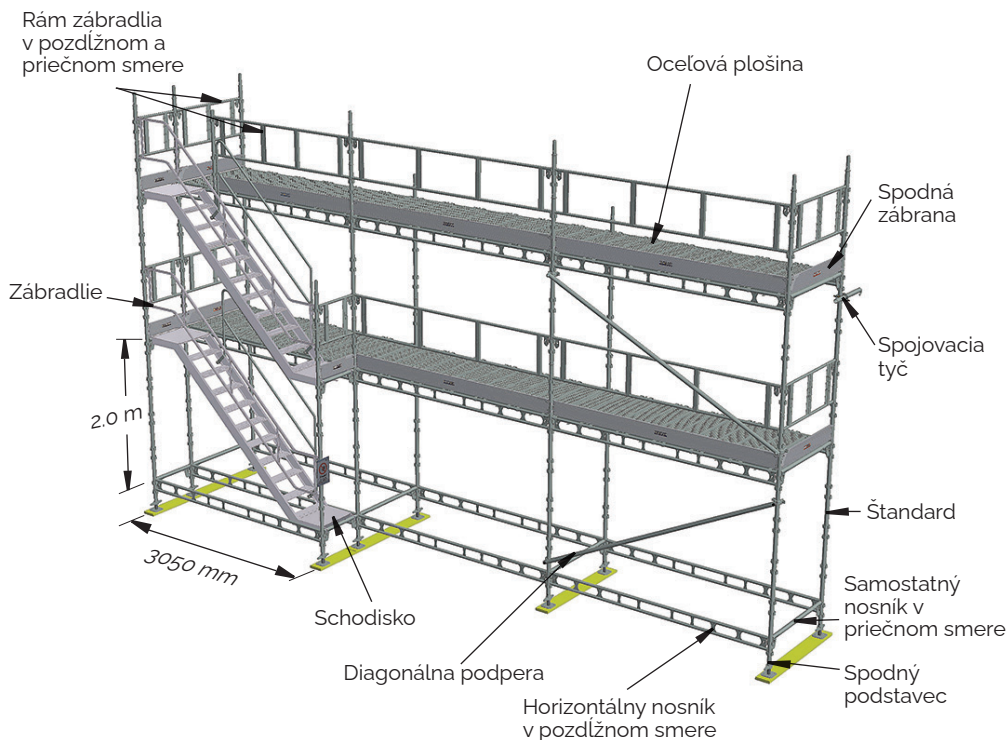 Rám zábradlia
v pozdĺžnom a
priečnom smere
Oceľová plošina
Spodná
zábrana
Zábradlie
Spojovacia
tyč
2.0 m
Štandard
3050 mm
Samostatný
nosník v
priečnom smere
Schodisko
Diagonálna podpera
Spodný
podstavec
Horizontálny nosník
v pozdĺžnom smere